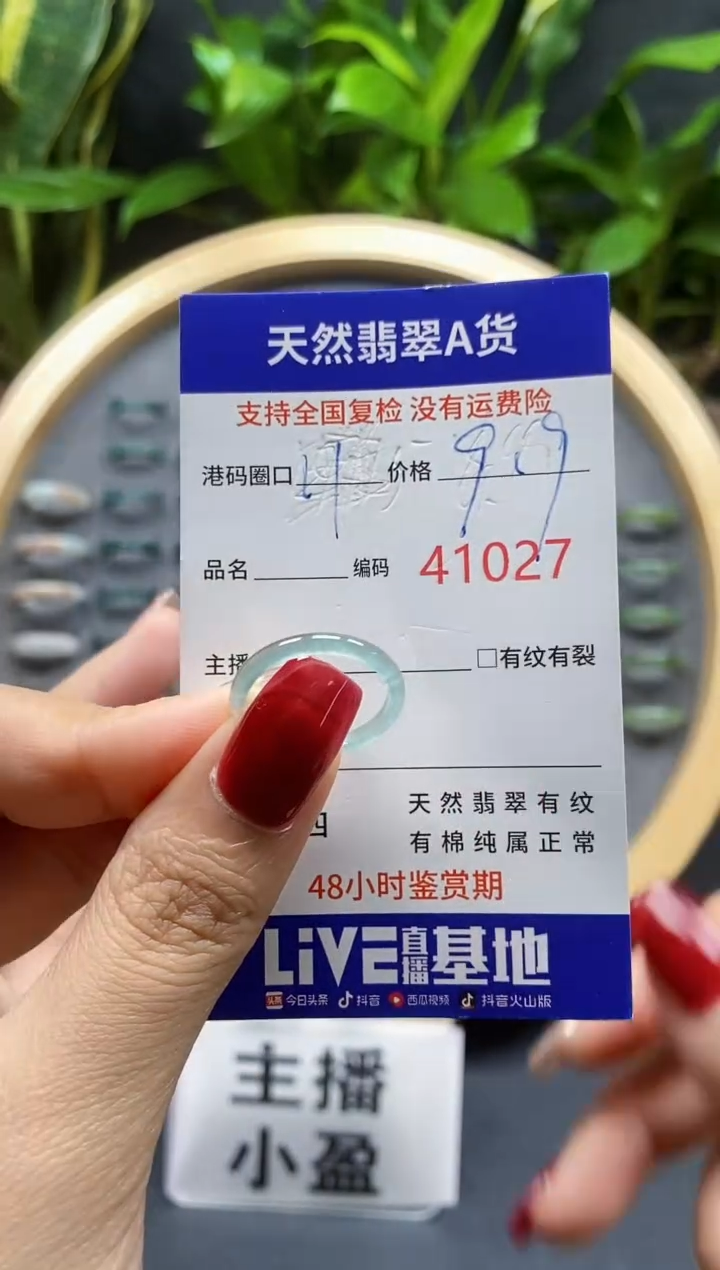 天然翡翠A货
支持全国复检 没有运费险
港码圈口 价格 99
品名 编码 41027
主播 □有纹有裂
四 天然翡翠有纹
有棉纯属正常
48小时鉴赏期
LiVE直播基地
头条 今日头条 抖音 西瓜视频 抖音火山版
主播
小盈